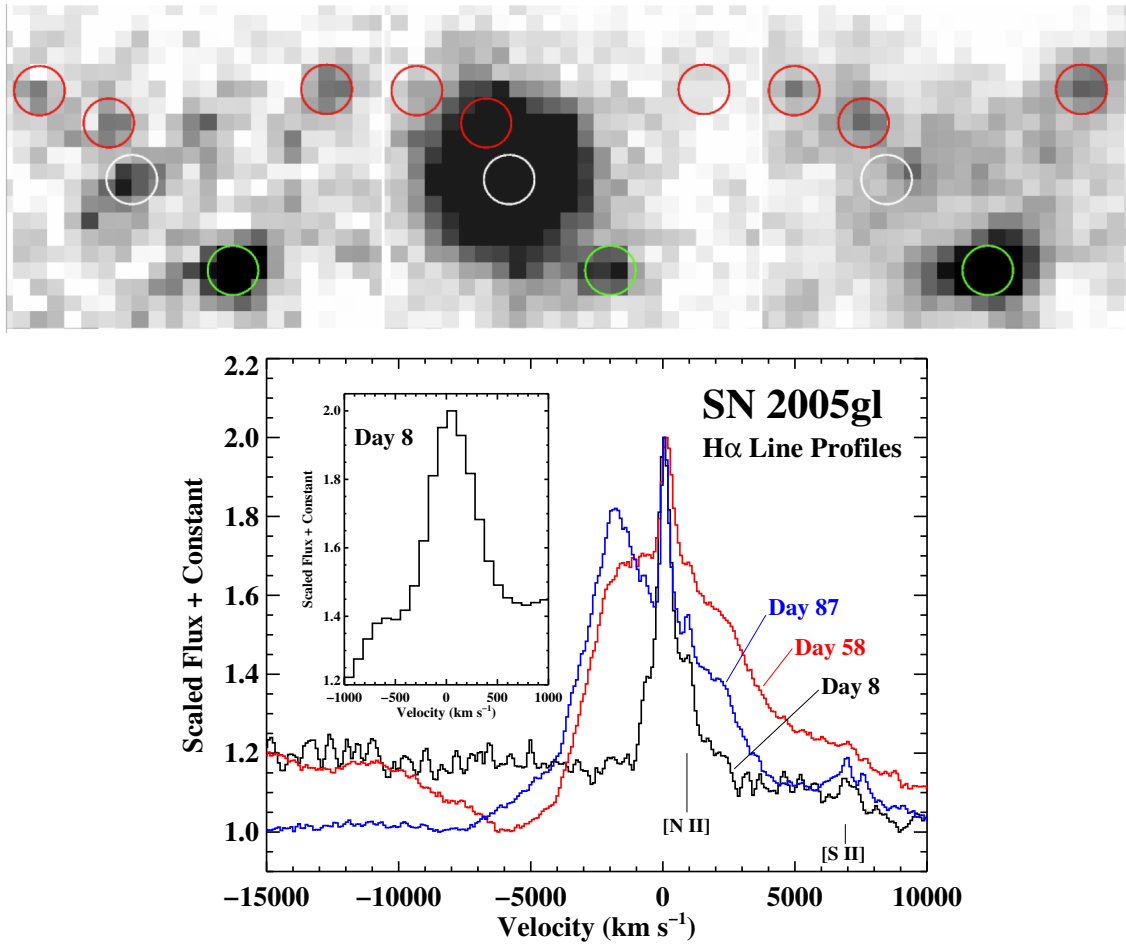 SN 2005gl
Hα Line Profiles
Scaled Flux + Constant
2.2
2.0
1.8
1.6
1.4
1.2
1.0
−15000 −10000 −5000 0 5000 10000
Velocity (km s⁻¹)
Day 8
Scaled Flux + Constant
2.0
1.8
1.6
1.4
1.2
-1000 -500 0 500 1000
Velocity (km s⁻¹)
Day 87
Day 58
Day 8
[N II]
[S II]